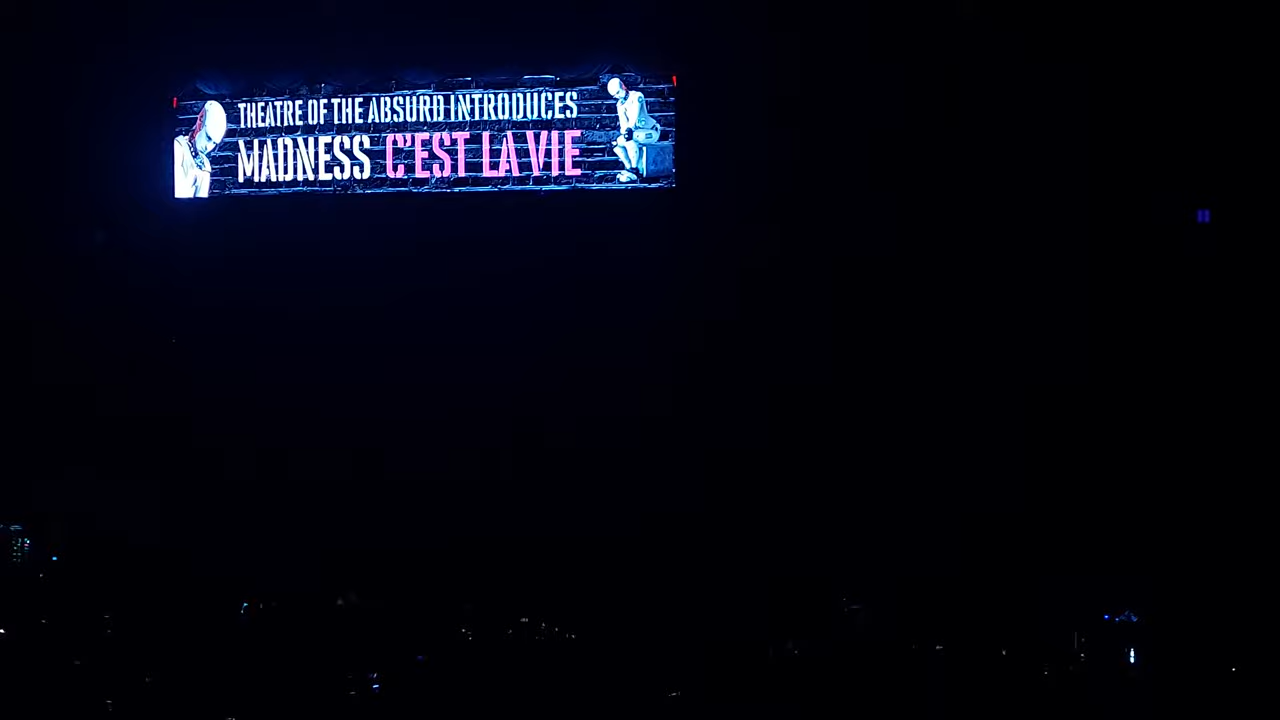 THEATRE OF THE ABSURD INTRODUCES
MADNESS C'EST LA VIE